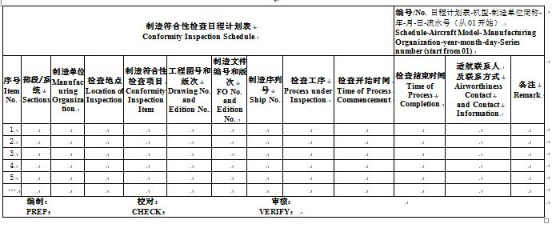 制造符合性检查日程计划表
Conformity Inspection Schedule
编号/No. 日程计划表-机型-制造单位简称-
年-月-日-流水号（从 01 开始）
Schedule-Aircraft Model- Manufacturing
Organization-year-month-day-Series
number (start from 01)
序号
Item
No.
部段/系
统
Sections
制造单位
Manufac
uring
Organiza
tion
检查地点
Location of
Inspection
制造符合性
检查项目
Conformity
Inspection
Item
工程图号和
版次
Drawing No.
and
Edition No.
制造文件
编号和版
次
FO No.
and
Edition
No.
制造序列
号
Ship No.
检查工序
Process under
Inspection
检查开始时间
Time of Process
Commencement
检查结束时间
Time of
Process
Completion
适航联系人
及联系方式
Airworthiness
Contact
and Contact
Information
备注
Remark
1.
2.
3.
4.
5.
…
编制：
PREP:
校对：
CHECK:
审核：
VERIFY: